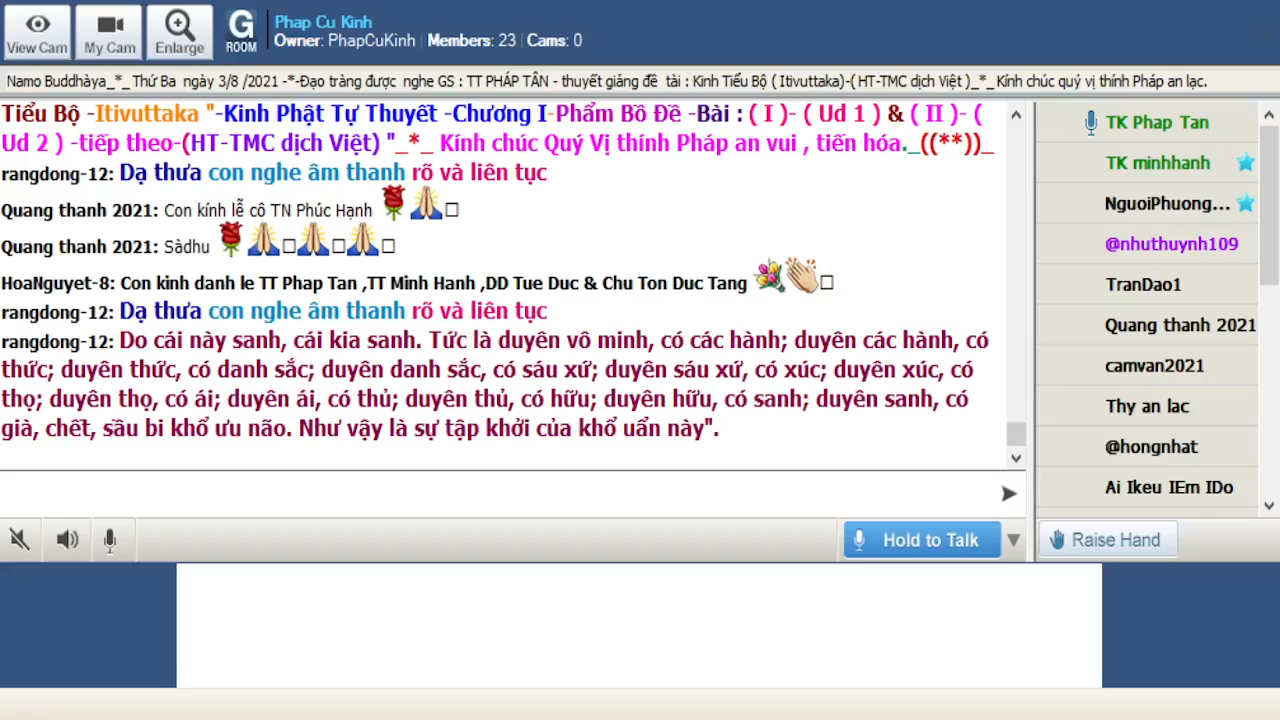 View Cam
My Cam
Enlarge
G
ROOM
Phap Cu Kinh
Owner: PhapCuKinh | Members: 23 | Cams: 0
Namo Buddhàya_*_Thứ Ba ngày 3/8 /2021 -*-Đạo tràng được nghe GS : TT PHÁP TÂN - thuyết giảng đề tài : Kinh Tiểu Bộ ( Itivuttaka)-( HT-TMC dịch Việt )_*_Kính chúc quý vị thính Pháp an lạc.
Tiểu Bộ -Itivuttaka "-Kinh Phật Tự Thuyết -Chương I-Phẩm Bồ Đề -Bài : ( I )- ( Ud 1 ) & ( II )- (
Ud 2 ) -tiếp theo-(HT-TMC dịch Việt) "_*_ Kính chúc Quý Vị thính Pháp an vui , tiến hóa._((**))_
rangdong-12: Dạ thưa con nghe âm thanh rõ và liên tục
Quang thanh 2021: Con kính lễ cô TN Phúc Hạnh
Quang thanh 2021: Sàdhu
HoaNguyet-8: Con kinh danh le TT Phap Tan ,TT Minh Hanh ,DD Tue Duc & Chu Ton Duc Tang
rangdong-12: Dạ thưa con nghe âm thanh rõ và liên tục
rangdong-12: Do cái này sanh, cái kia sanh. Tức là duyên vô minh, có các hành; duyên các hành, có
thức; duyên thức, có danh sắc; duyên danh sắc, có sáu xứ; duyên sáu xứ, có xúc; duyên xúc, có
thọ; duyên thọ, có ái; duyên ái, có thủ; duyên thủ, có hữu; duyên hữu, có sanh; duyên sanh, có
già, chết, sầu bi khổ ưu não. Như vậy là sự tập khởi của khổ uẩn này".
TK Phap Tan
TK minhhanh
NguoiPhuong...
@nhuthuynh109
TranDao1
Quang thanh 2021
camvan2021
Thy an lac
@hongnhat
Ai Ikeu IEm IDo
Hold to Talk
Raise Hand